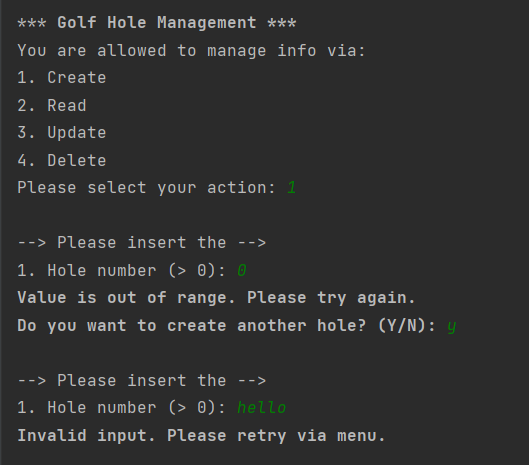 *** Golf Hole Management ***
You are allowed to manage info via:
1. Create
2. Read
3. Update
4. Delete
Please select your action: 1
--> Please insert the -->
1. Hole number (> 0): 0
Value is out of range. Please try again.
Do you want to create another hole? (Y/N): y
--> Please insert the -->
1. Hole number (> 0): hello
Invalid input. Please retry via menu.